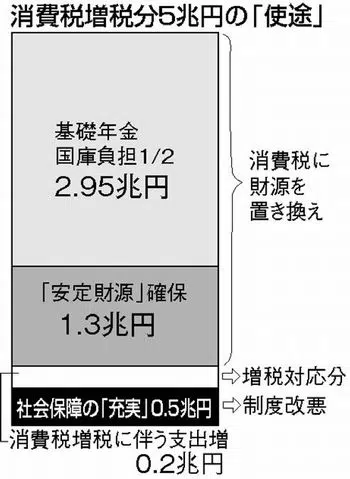 消費税増税分5兆円の「使途」
基礎年金
国庫負担1/2
2.95兆円
消費税に
財源を
置き換え
「安定財源」確保
1.3兆円
増税対応分
社会保障の「充実」0.5兆円
制度改悪
消費税増税に伴う支出増
0.2兆円